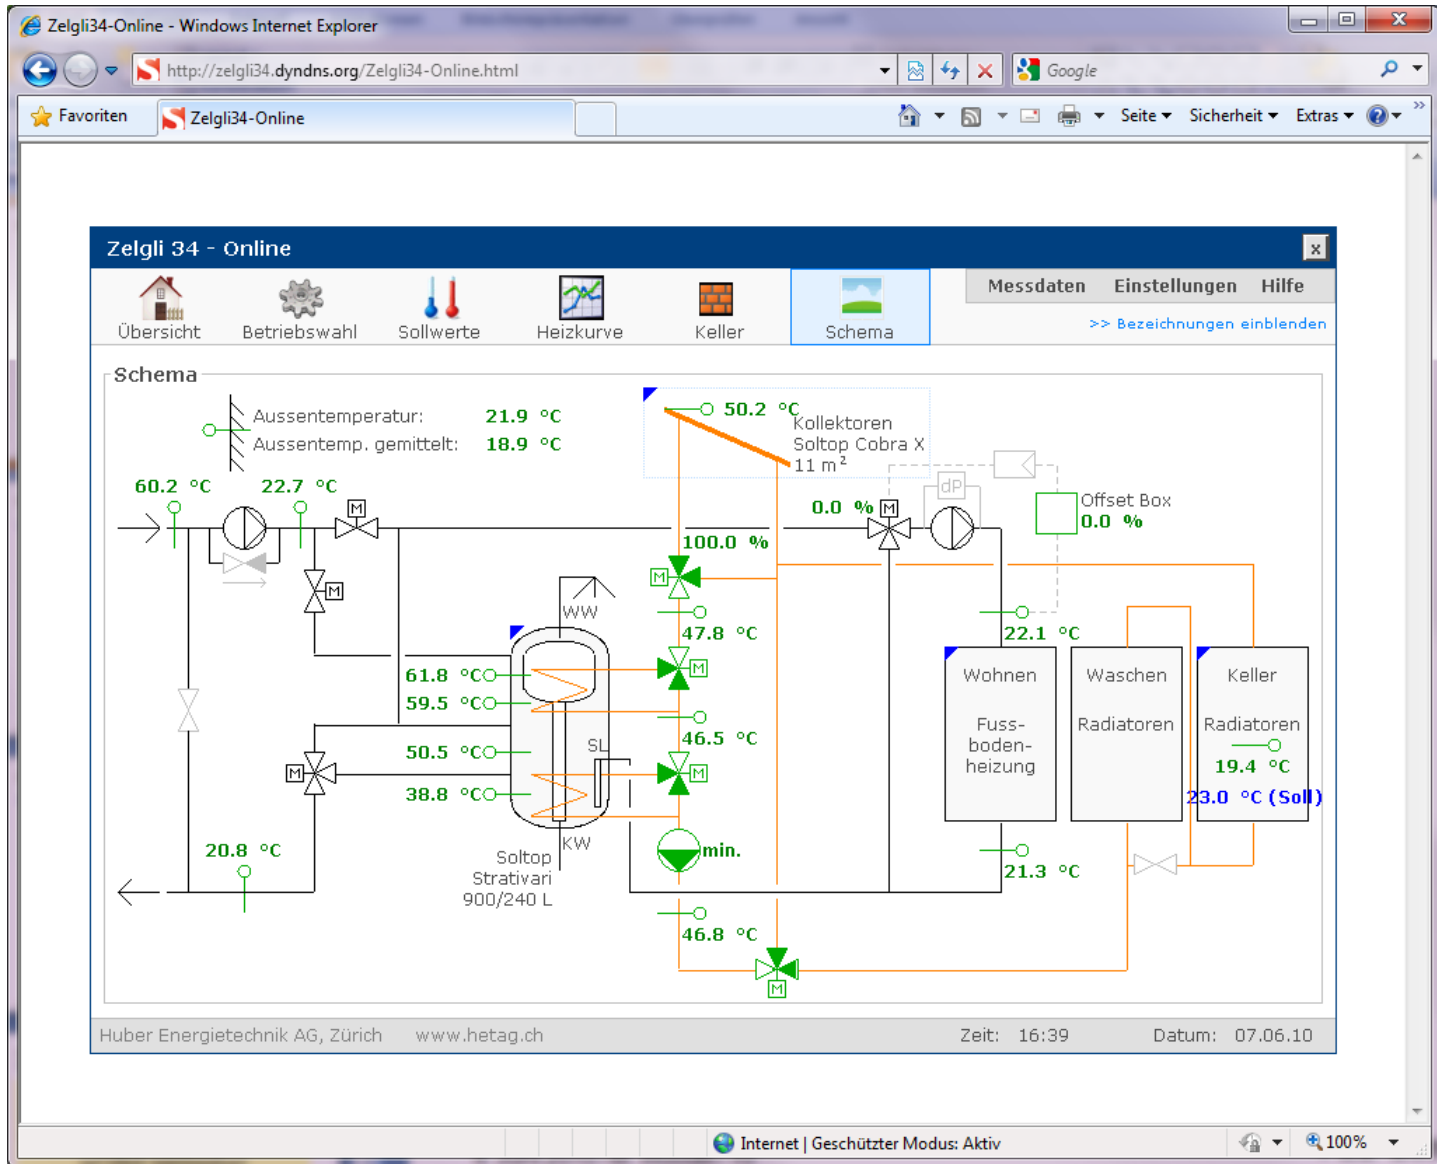 Zelgli34-Online - Windows Internet Explorer
http://zelgli34.dyndns.org/Zelgli34-Online.html
Google
Favoriten
Zelgli34-Online
Seite
Sicherheit
Extras
Zelgli 34 - Online
x
Übersicht
Betriebswahl
Sollwerte
Heizkurve
Keller
Schema
Messdaten
Einstellungen
Hilfe
>> Bezeichnungen einblenden
Schema
Aussentemperatur: 21.9 °C
Aussentemp. gemittelt: 18.9 °C
50.2 °C
Kollektoren
Soltop Cobra X
11 m²
60.2 °C
22.7 °C
M
0.0 %
M
dP
Offset Box
0.0 %
100.0 %
M
M
WW
47.8 °C
22.1 °C
61.8 °C
M
59.5 °C
46.5 °C
50.5 °C
SL
M
M
38.8 °C
Wohnen
Fuss-
boden-
heizung
Waschen
Radiatoren
Keller
Radiatoren
19.4 °C
23.0 °C (Soll)
20.8 °C
KW
min.
Soltop
Strativari
900/240 L
21.3 °C
46.8 °C
M
Huber Energietechnik AG, Zürich
www.hetag.ch
Zeit: 16:39
Datum: 07.06.10
Internet | Geschützter Modus: Aktiv
100%